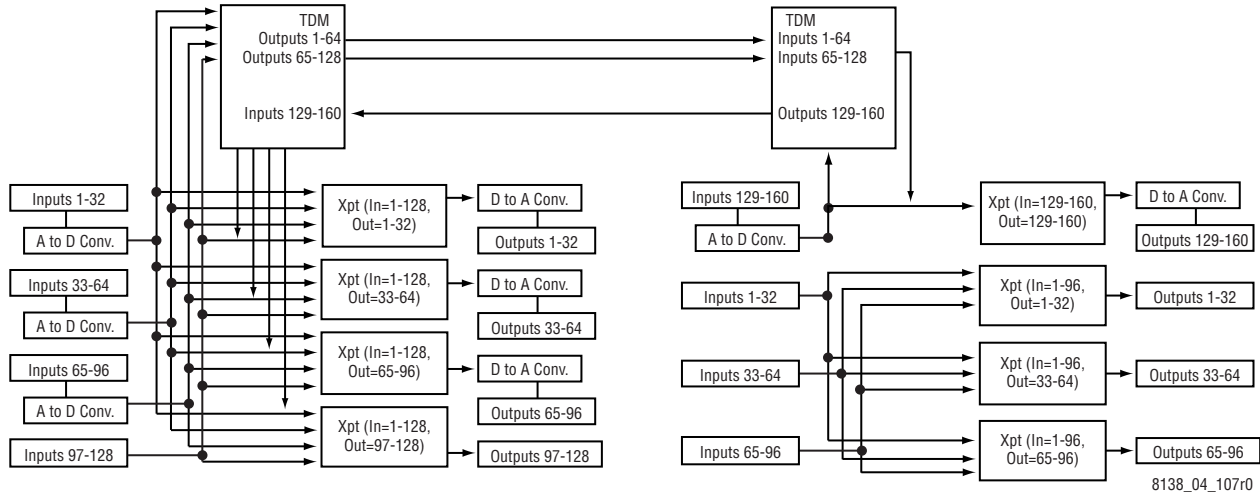 TDM
Outputs 1-64
Outputs 65-128
Inputs 129-160
TDM
Inputs 1-64
Inputs 65-128
Outputs 129-160
Inputs 1-32
A to D Conv.
Inputs 33-64
A to D Conv.
Inputs 65-96
A to D Conv.
Inputs 97-128
Xpt (In=1-128,
Out=1-32)
Xpt (In=1-128,
Out=33-64)
Xpt (In=1-128,
Out=65-96)
Xpt (In=1-128,
Out=97-128)
D to A Conv.
Outputs 1-32
D to A Conv.
Outputs 33-64
D to A Conv.
Outputs 65-96
Outputs 97-128
Inputs 129-160
A to D Conv.
Inputs 1-32
Inputs 33-64
Inputs 65-96
Xpt (In=129-160,
Out=129-160)
Xpt (In=1-96,
Out=1-32)
Xpt (In=1-96,
Out=33-64)
Xpt (In=1-96,
Out=65-96)
D to A Conv.
Outputs 129-160
Outputs 1-32
Outputs 33-64
Outputs 65-96
8138_04_107r0